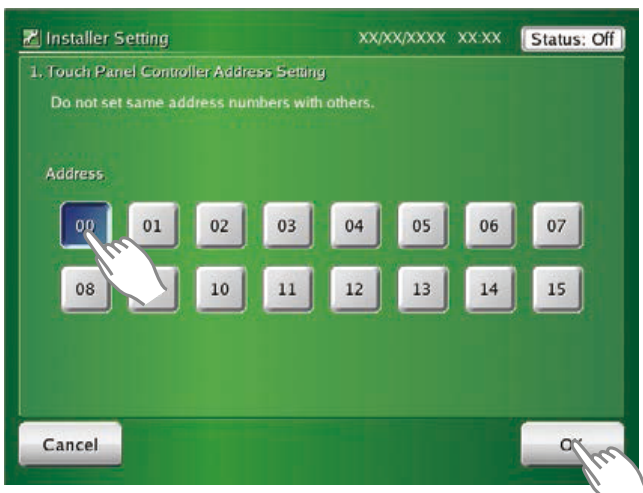 Installer Setting XX/XX/XXXX XX:XX Status: Off
1. Touch Panel Controller Address Setting
Do not set same address numbers with others.
Address
00 01 02 03 04 05 06 07
08 10 11 12 13 14 15
Cancel